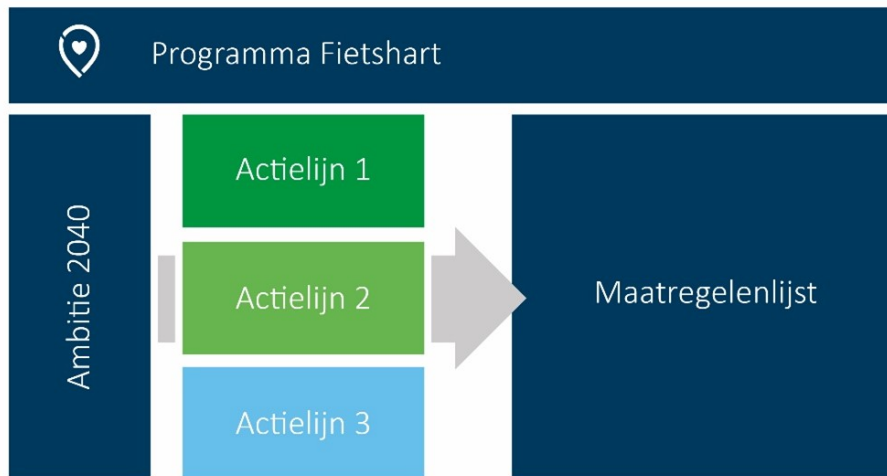 Programma Fietshart
Ambitie 2040
Actielijn 1
Actielijn 2
Actielijn 3
Maatregelenlijst